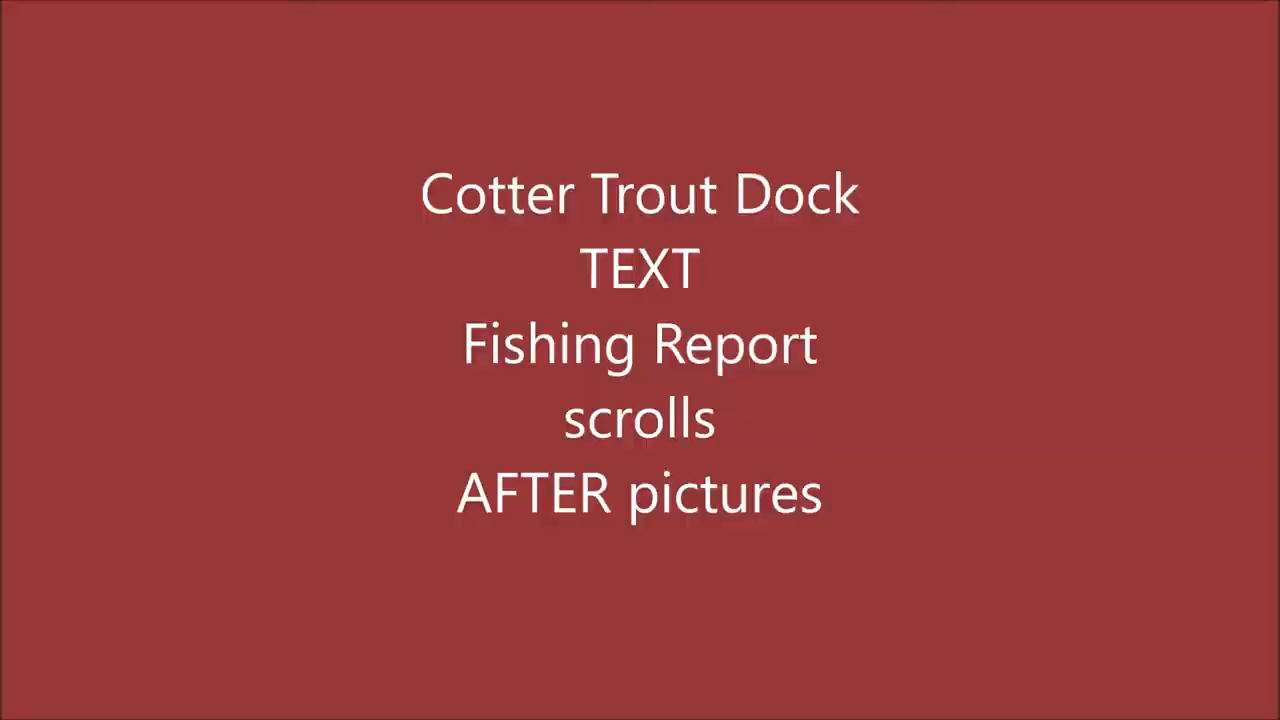 Cotter Trout Dock
TEXT
Fishing Report
scrolls
AFTER pictures